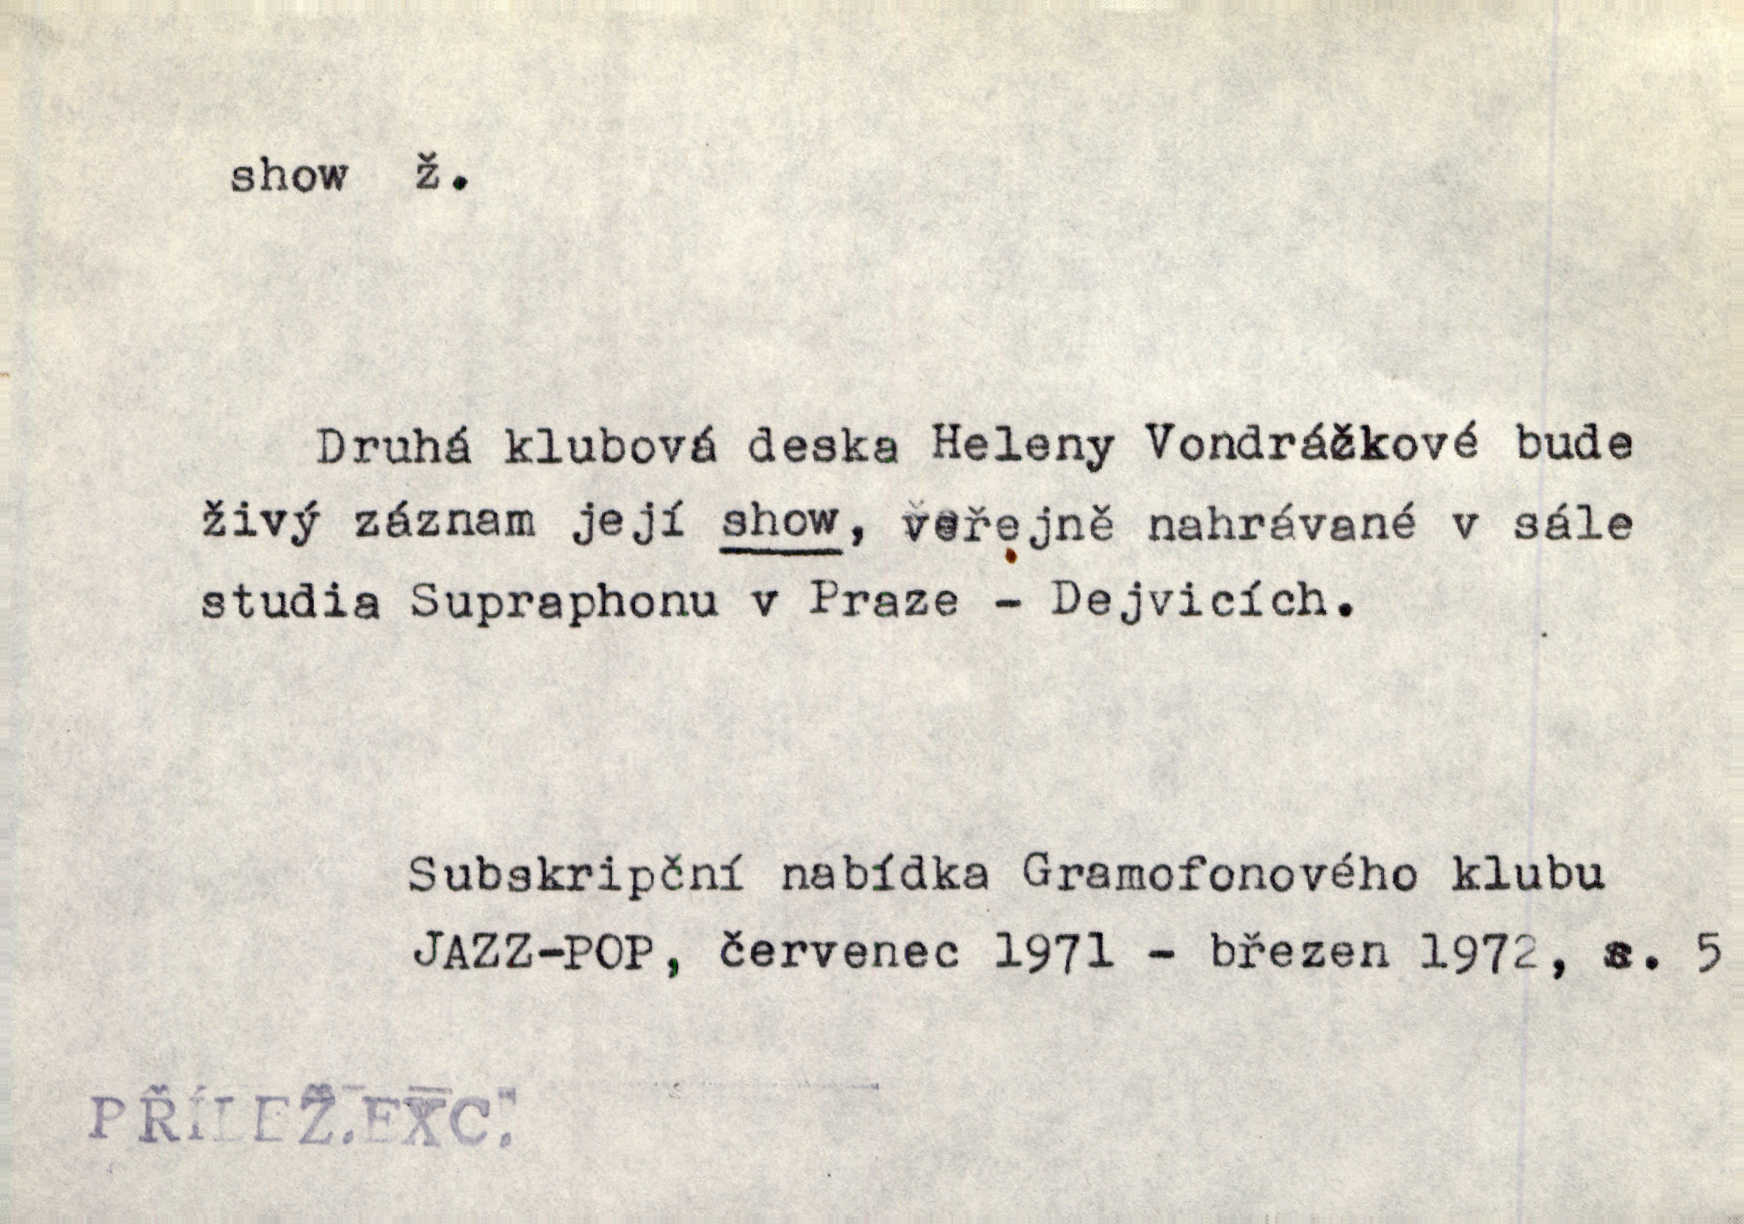 show ž.
Druhá klubová deska Heleny Vondráčkové bude
živý záznam její show, veřejně nahrávané v sále
studia Supraphonu v Praze - Dejvicích.
Subskripční nabídka Gramofonového klubu
JAZZ-POP, červenec 1971 - březen 1972, s. 5
PŘÍLEŽ.EXC.